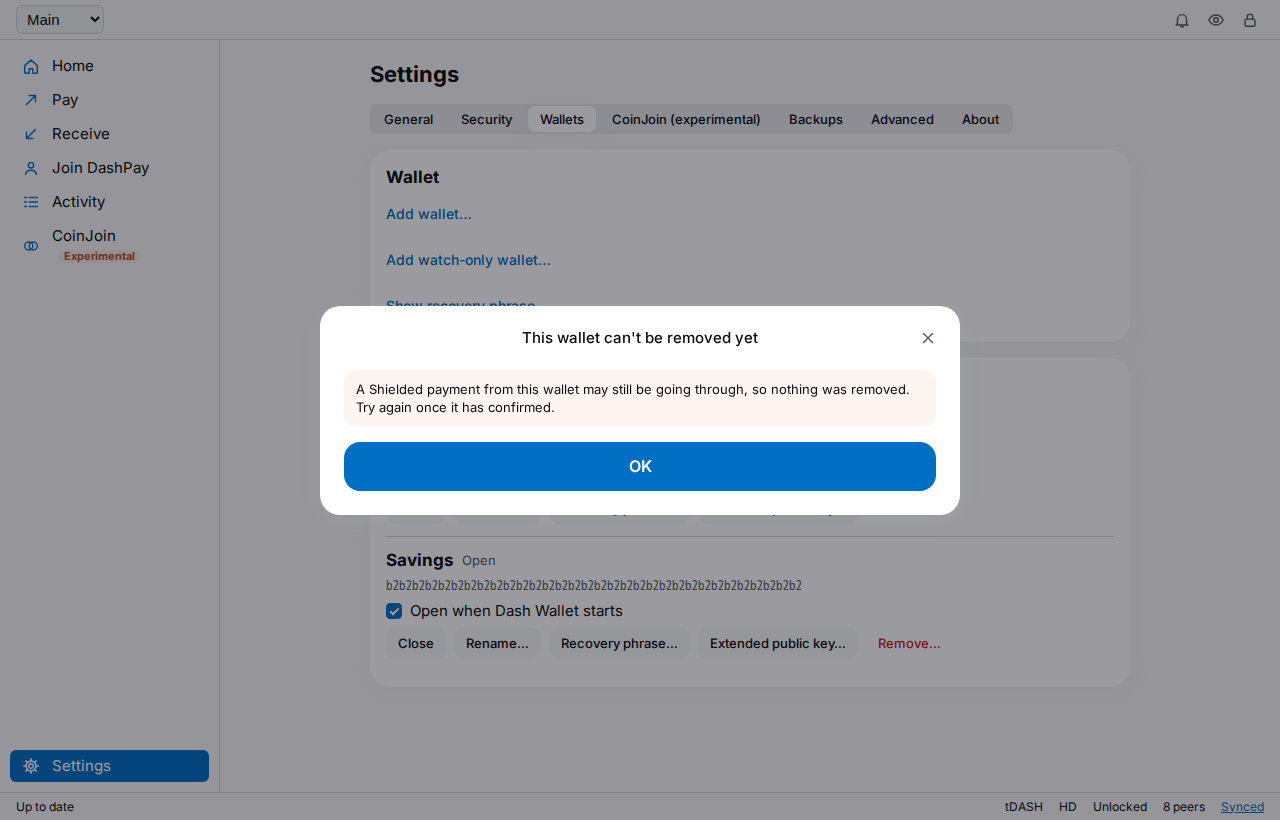 Main
Home
Pay
Receive
Join DashPay
Activity
CoinJoin
Experimental
Settings
Settings
General Security Wallets CoinJoin (experimental) Backups Advanced About
Wallet
Add wallet...
Add watch-only wallet...
Show recovery phrase
This wallet can't be removed yet
A Shielded payment from this wallet may still be going through, so nothing was removed.
Try again once it has confirmed.
OK
Savings Open
b2b2b2b2b2b2b2b2b2b2b2b2b2b2b2b2b2b2b2b2b2b2b2b2b2b2b2b2b2b2b2b2
Open when Dash Wallet starts
Close Rename... Recovery phrase... Extended public key... Remove...
Up to date
tDASH HD Unlocked 8 peers Synced